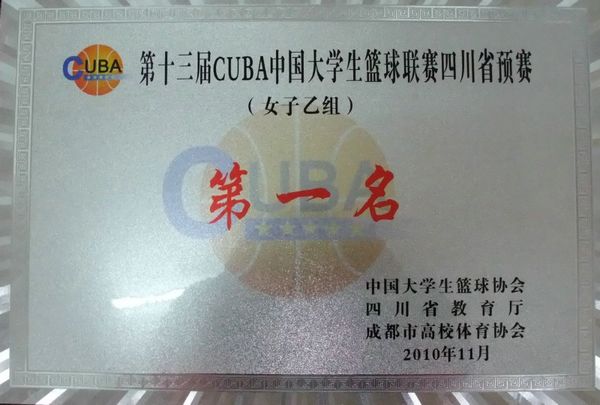 CUBA
第十三届CUBA中国大学生篮球联赛四川省预赛
（女子乙组）
CUBA
第一名
中国大学生篮球协会
四川省教育厅
成都市高校体育协会
2010年11月